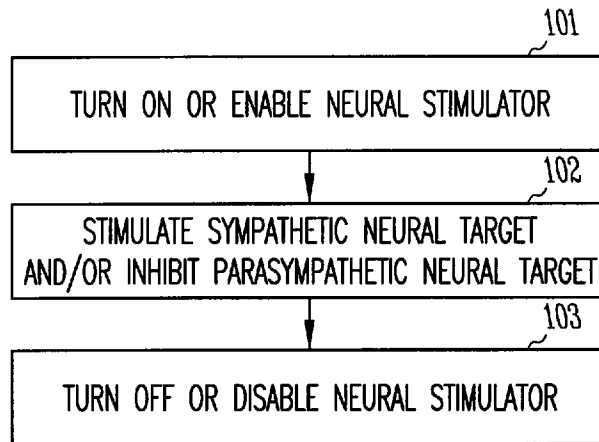 101
TURN ON OR ENABLE NEURAL STIMULATOR
102
STIMULATE SYMPATHETIC NEURAL TARGET
AND/OR INHIBIT PARASYMPATHETIC NEURAL TARGET
103
TURN OFF OR DISABLE NEURAL STIMULATOR